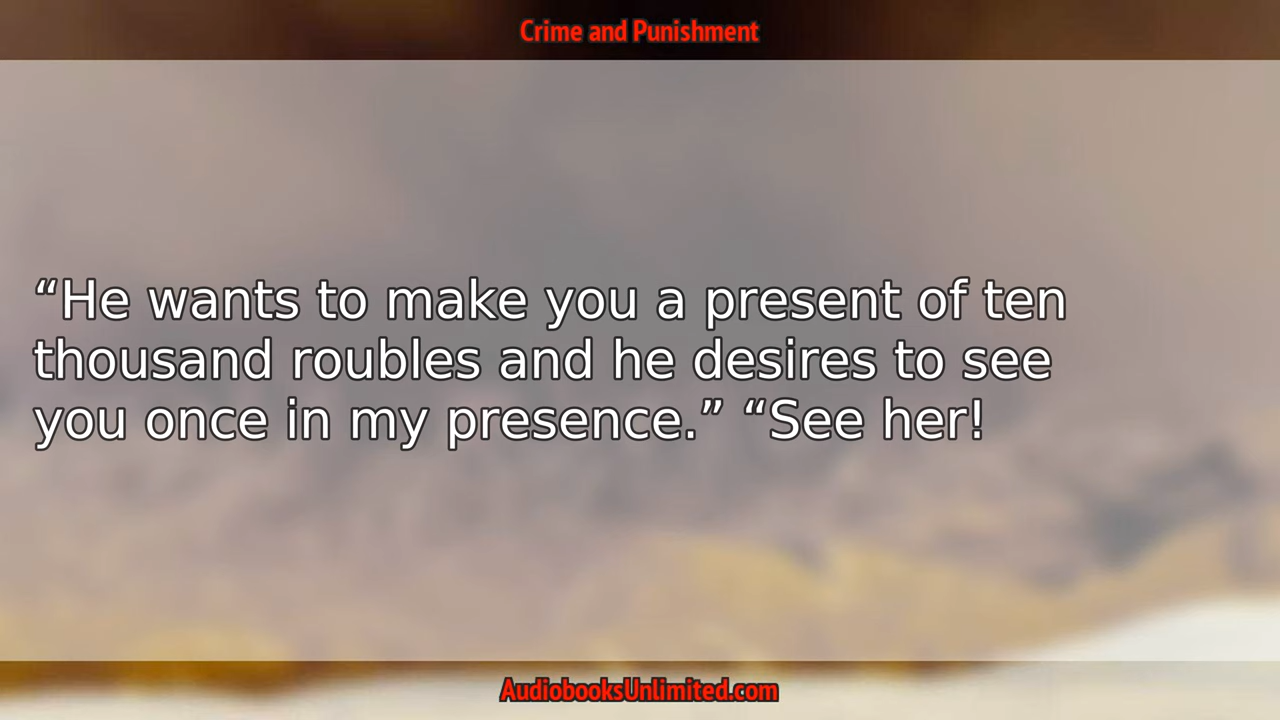 Crime and Punishment
“He wants to make you a present of ten
thousand roubles and he desires to see
you once in my presence.” “See her!
AudiobooksUnlimited.com